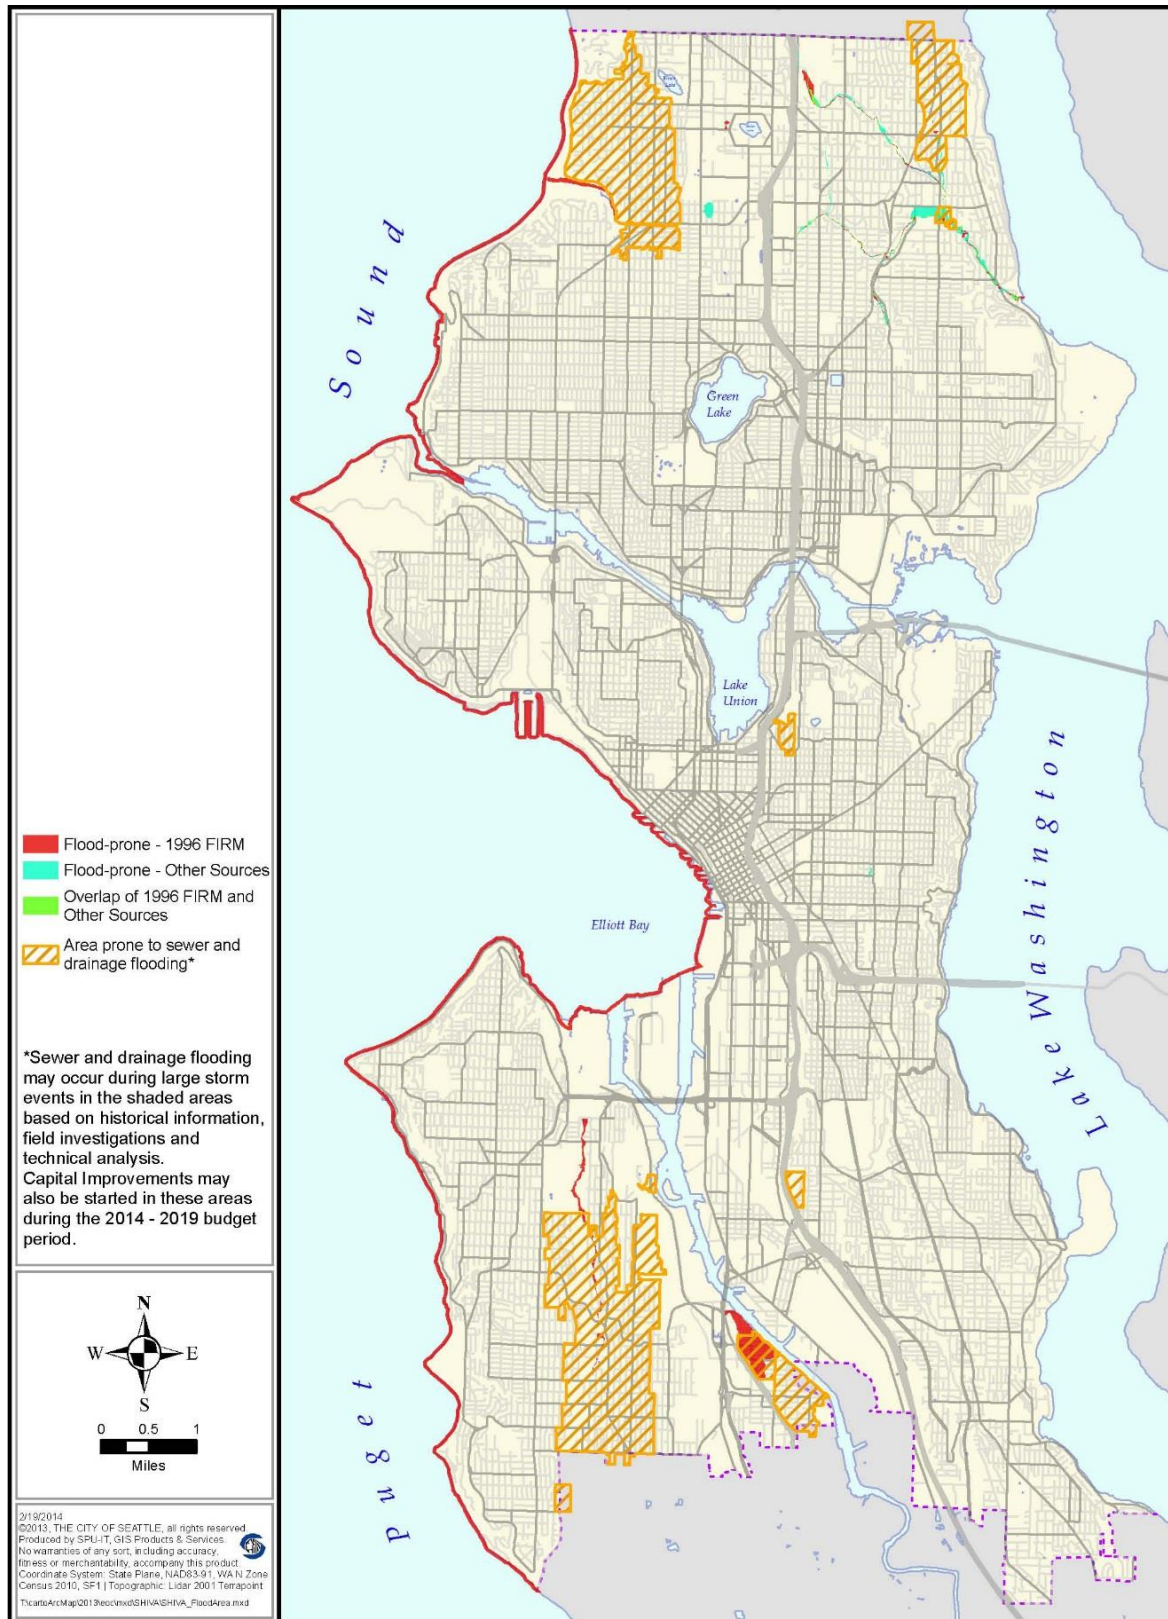 Flood-prone - 1996 FIRM
Flood-prone - Other Sources
Overlap of 1996 FIRM and
Other Sources
Area prone to sewer and
drainage flooding*
*Sewer and drainage flooding
may occur during large storm
events in the shaded areas
based on historical information,
field investigations and
technical analysis.
Capital Improvements may
also be started in these areas
during the 2014 - 2019 budget
period.
N
W E
S
0 0.5 1
Miles
2/19/2014
©2013, THE CITY OF SEATTLE, all rights reserved.
Produced by SPU-IT, GIS Products & Services.
No warranties of any sort, including accuracy,
fitness or merchantability, accompany this product.
Coordinate System: State Plane, NAD83-91, WA N Zone
Census 2010, SF1 | Topographic: Lidar 2001 Terrapoint
Puget Sound
Green
Lake
Lake
Union
Elliott Bay
Lake Washington